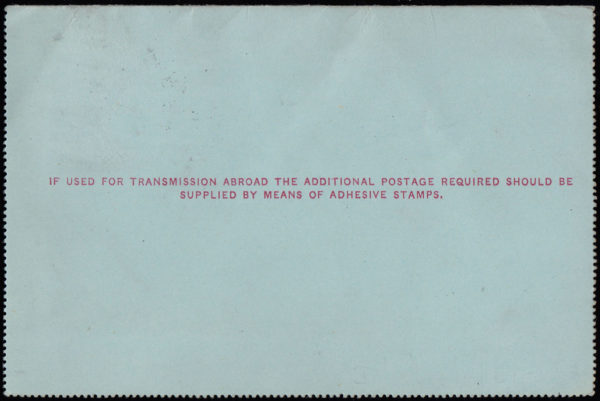 IF USED FOR TRANSMISSION ABROAD THE ADDITIONAL POSTAGE REQUIRED SHOULD BE
SUPPLIED BY MEANS OF ADHESIVE STAMPS.